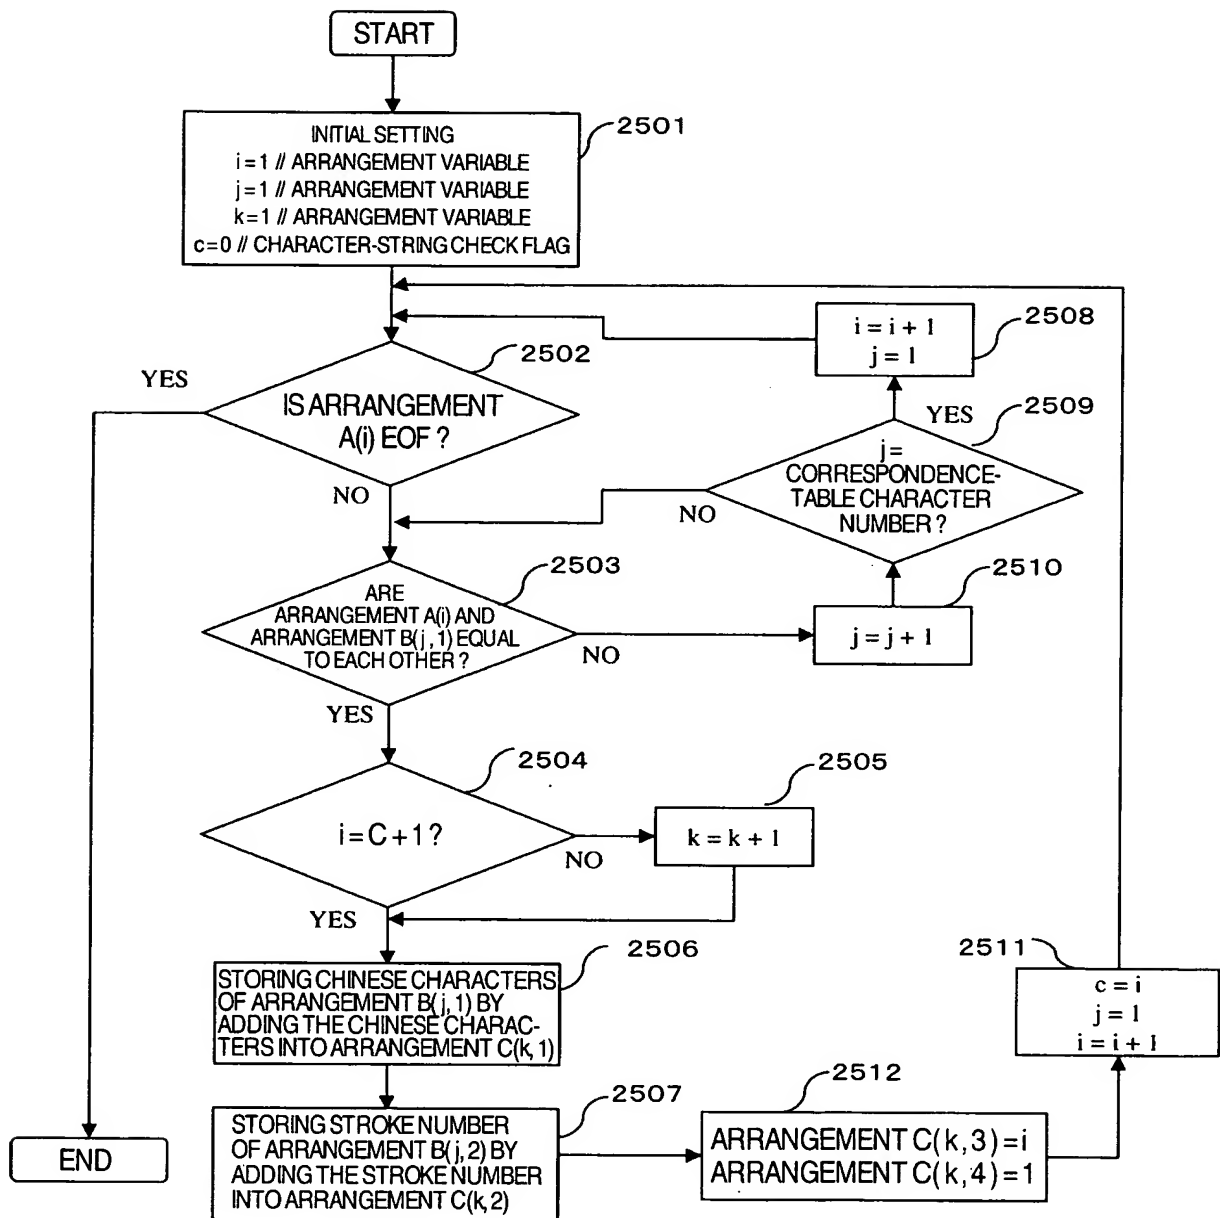 START
2501
INITIAL SETTING
i=1 // ARRANGEMENT VARIABLE
j=1 // ARRANGEMENT VARIABLE
k=1 // ARRANGEMENT VARIABLE
c=0 // CHARACTER-STRING CHECK FLAG
2508
i = i + 1
j = 1
2502
YES
IS ARRANGEMENT
A(i) EOF ?
NO
2509
YES
j=
CORRESPONDENCE-
TABLE CHARACTER
NUMBER ?
NO
2503
ARE
ARRANGEMENT A(i) AND
ARRANGEMENT B(j,1) EQUAL
TO EACH OTHER ?
NO
YES
2510
j = j + 1
2504
i = C + 1 ?
NO
YES
2505
k = k + 1
2506
STORING CHINESE CHARACTERS
OF ARRANGEMENT B(j,1) BY
ADDING THE CHINESE CHARAC-
TERS INTO ARRANGEMENT C(k,1)
2511
c = i
j = 1
i = i + 1
2507
STORING STROKE NUMBER
OF ARRANGEMENT B(j,2) BY
ADDING THE STROKE NUMBER
INTO ARRANGEMENT C(k,2)
2512
ARRANGEMENT C(k,3)=i
ARRANGEMENT C(k,4)=1
END